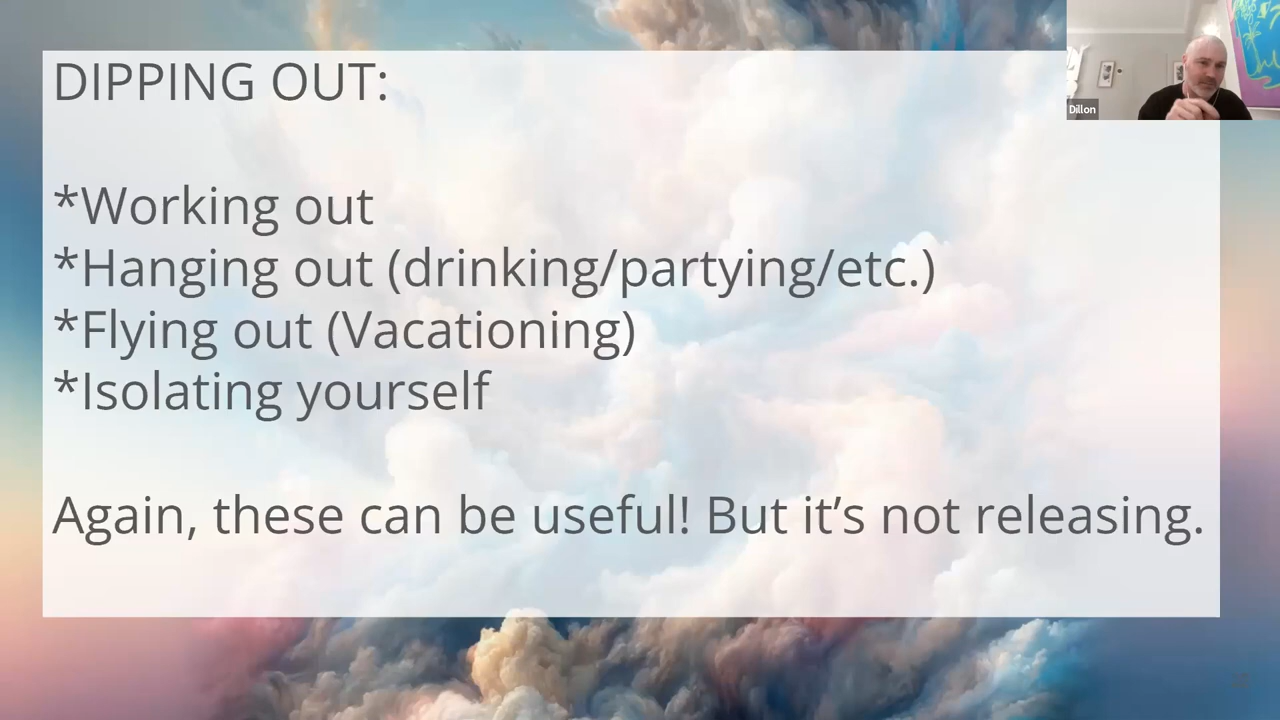 DIPPING OUT:
*Working out
*Hanging out (drinking/partying/etc.)
*Flying out (Vacationing)
*Isolating yourself
Again, these can be useful! But it’s not releasing.
Dillon